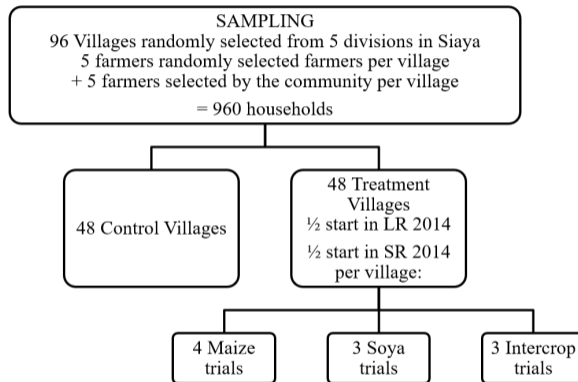 SAMPLING
96 Villages randomly selected from 5 divisions in Siaya
5 farmers randomly selected farmers per village
+ 5 farmers selected by the community per village
= 960 households
48 Control Villages
48 Treatment
Villages
½ start in LR 2014
½ start in SR 2014
per village:
4 Maize
trials
3 Soya
trials
3 Intercrop
trials